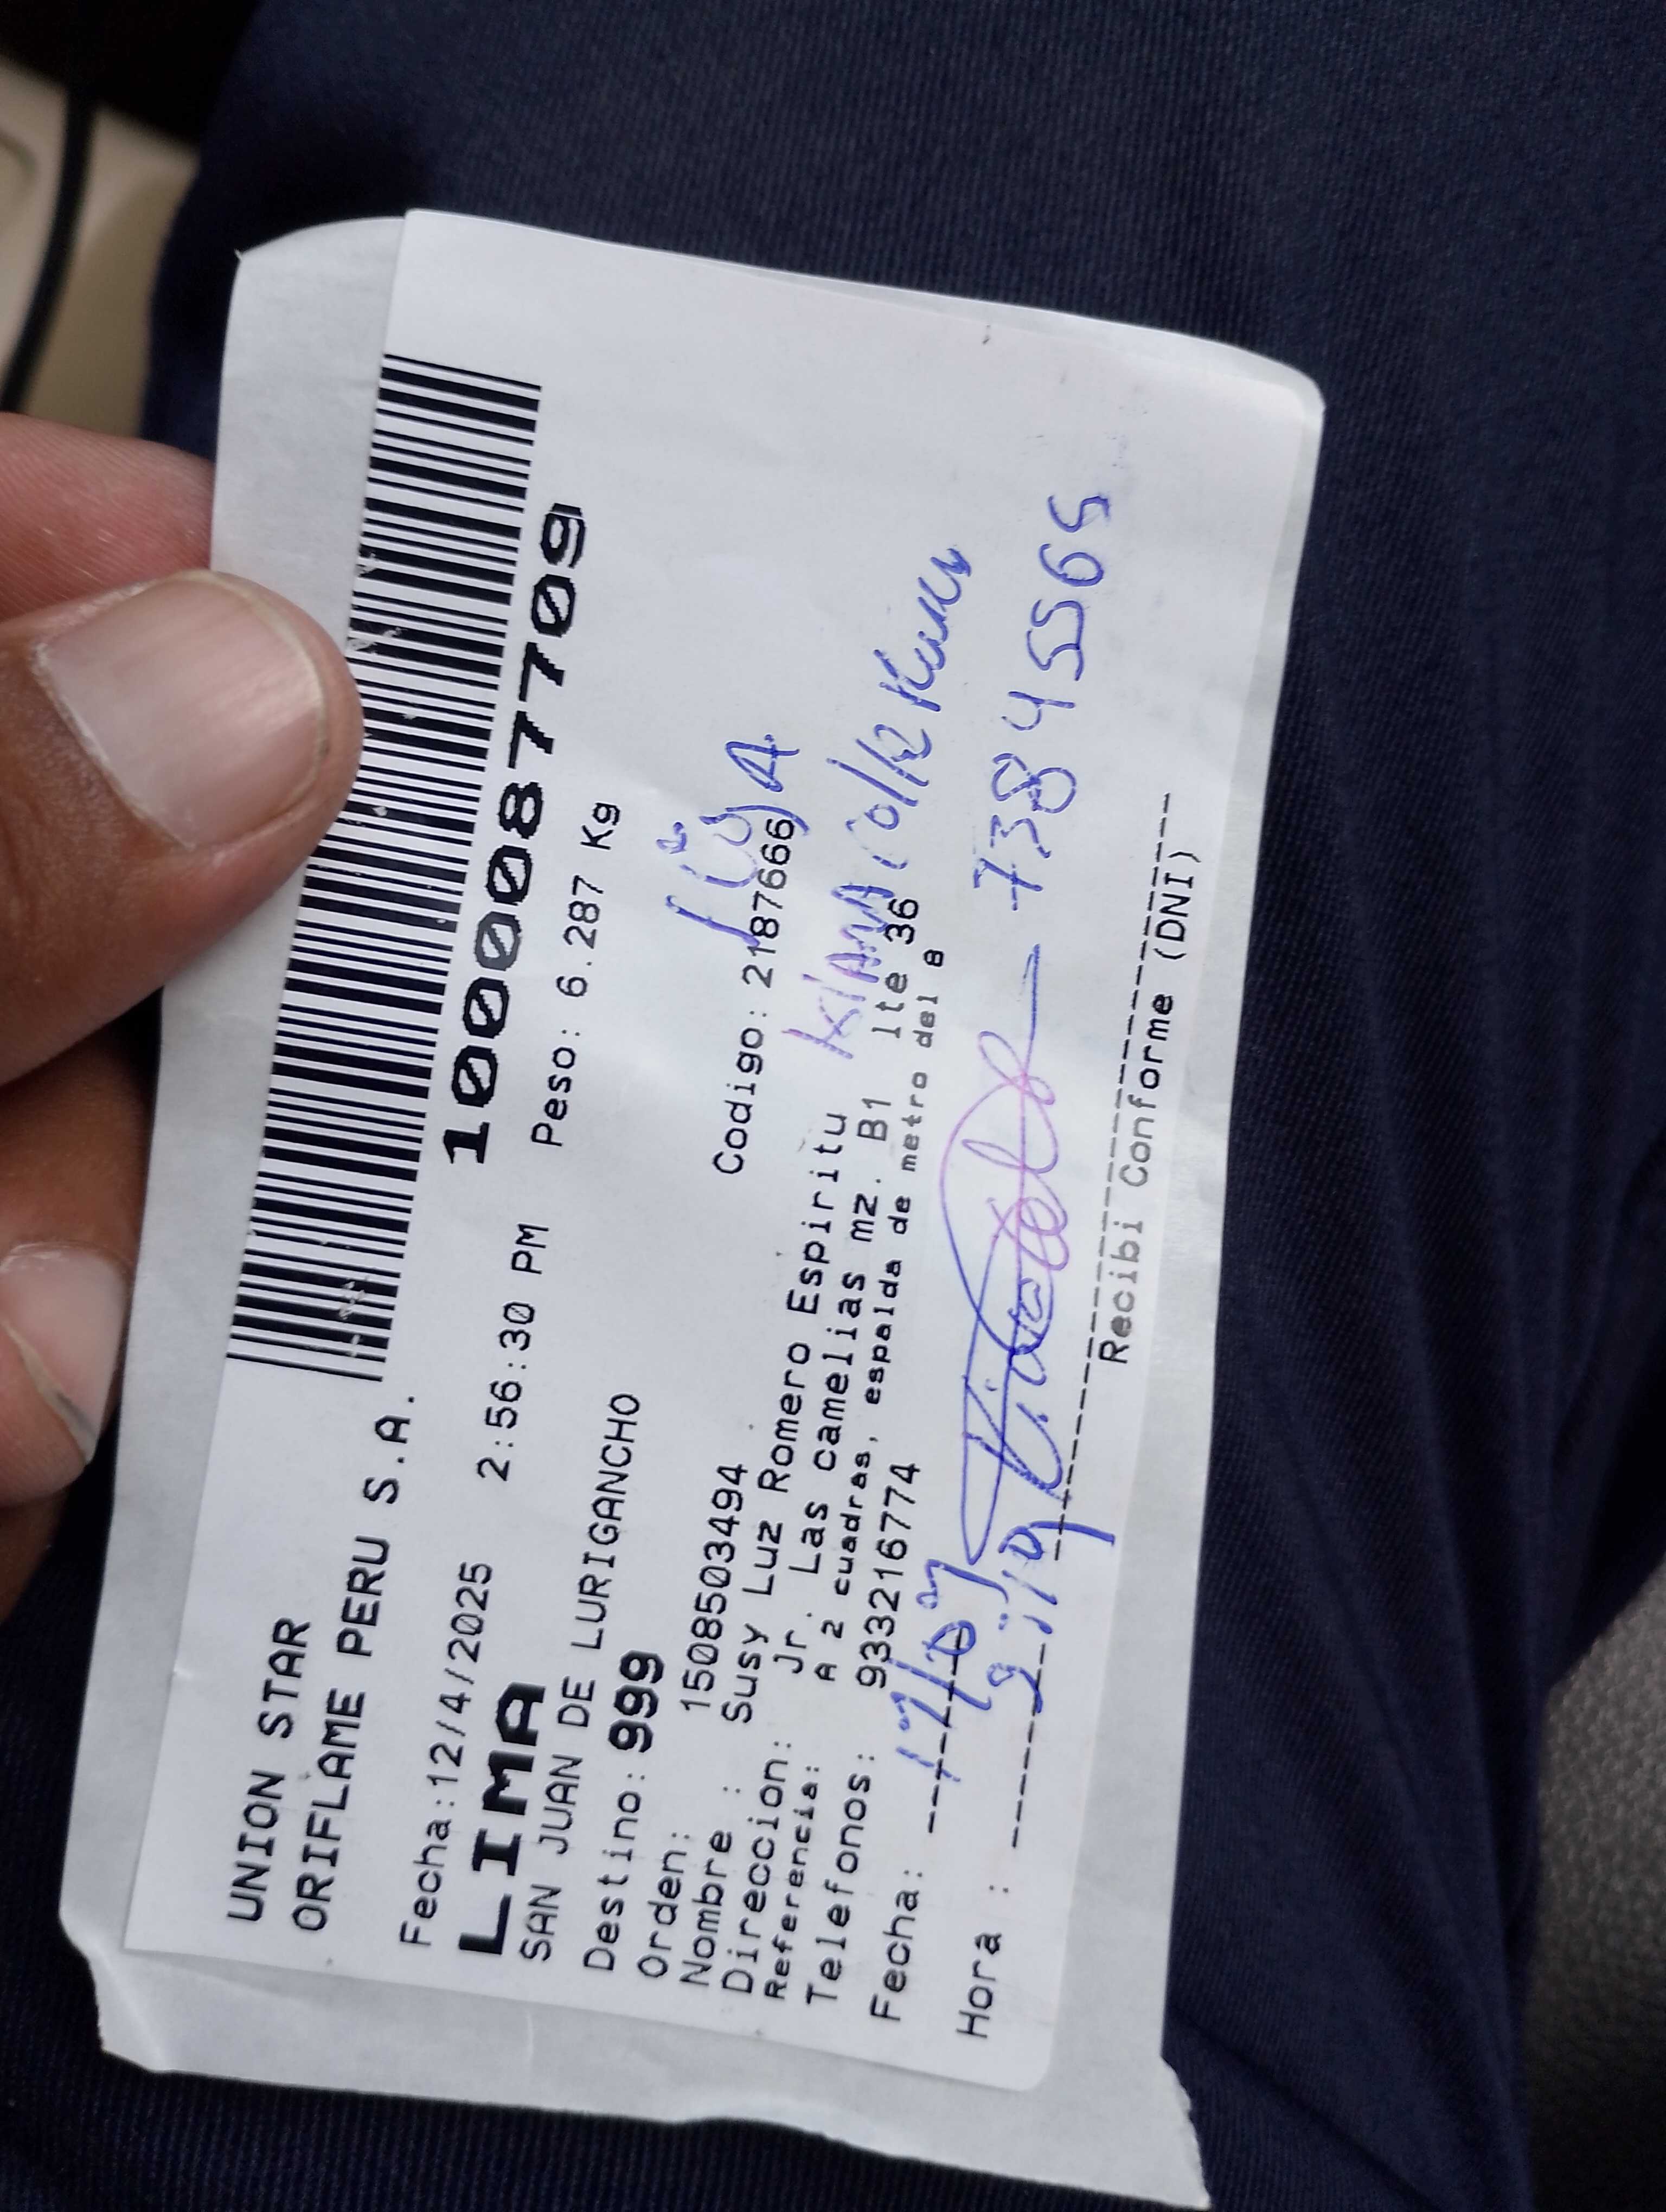 UNION STAR
ORIFLAME PERU S.A.
Fecha:12/4/2025 2:56:30 PM
1000087709
LIMA
Peso: 6.287 Kg
SAN JUAN DE LURIGANCHO
Destino: 999
Orden: 1508503494
Codigo: 2187666
Nombre : Susy Luz Romero Espiritu
Direccion: Jr. Las camelias mz. B1 lte 36
Referencia: A 2 cuadras, espalda de metro del 8
Telefonos: 933216774
Fecha:
Hora :
73845565
Recibi Conforme (DNI)